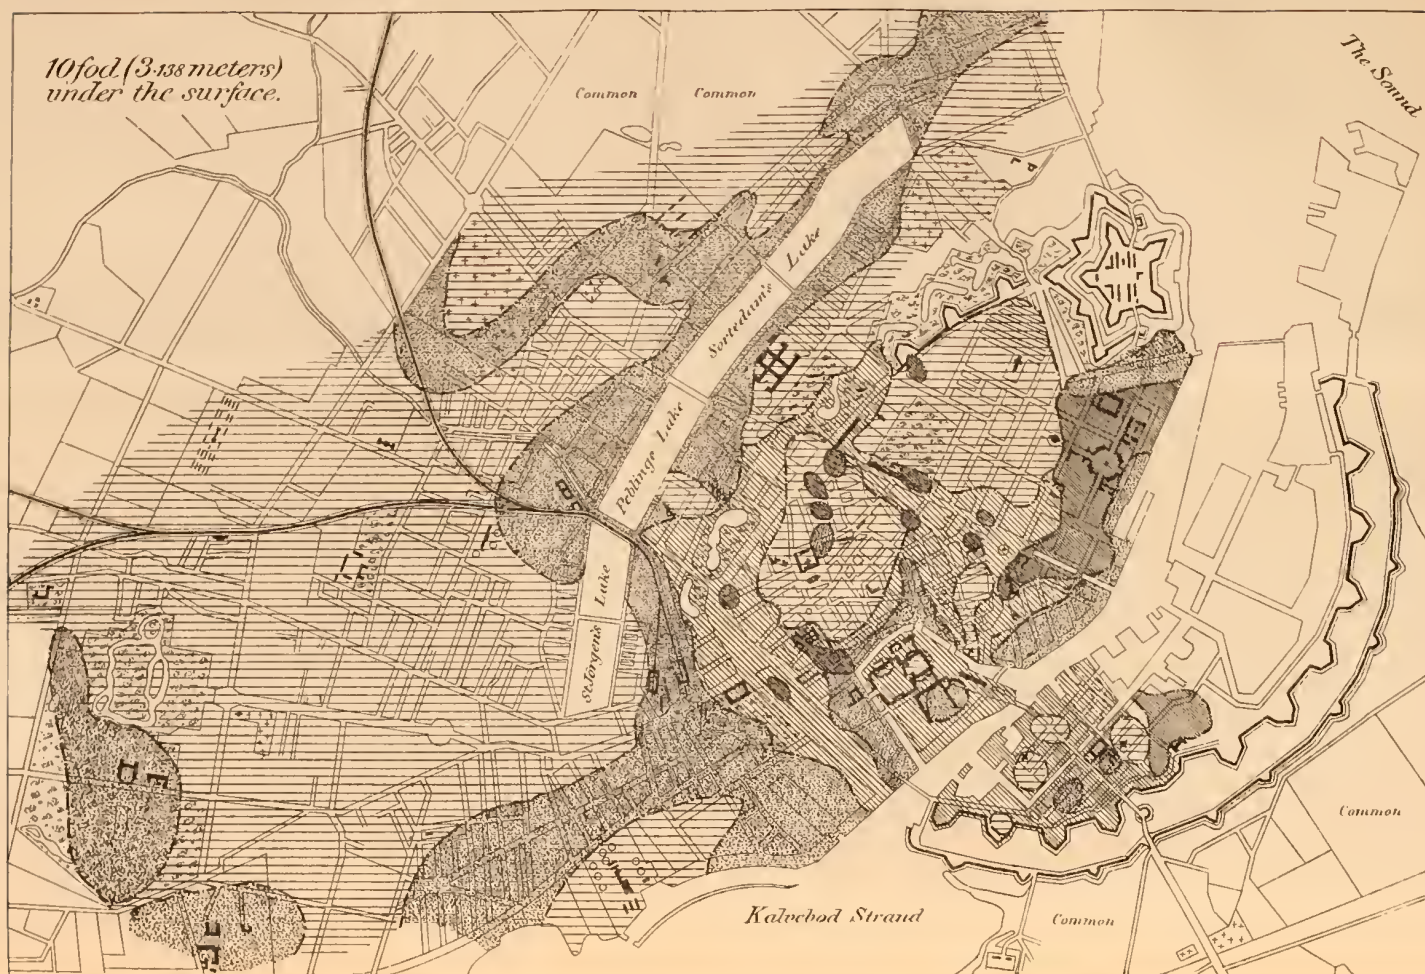 10 fod (3·138 meters)
under the surface.
The Sound
Common
Common
Lake
Sortedam's
Lake
Peblinge
Lake
St. Jörgen's
Common
Kalvebod Strand
Common